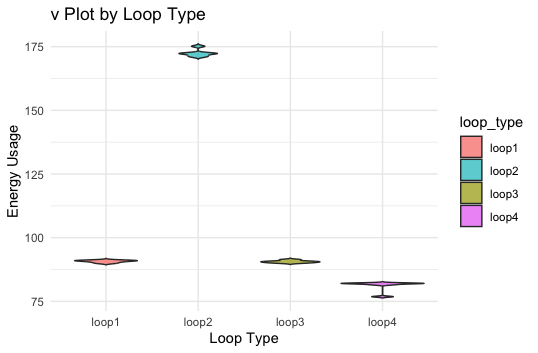 v Plot by Loop Type
175
150
125
100
75
Energy Usage
loop1 loop2 loop3 loop4
Loop Type
loop_type
loop1
loop2
loop3
loop4